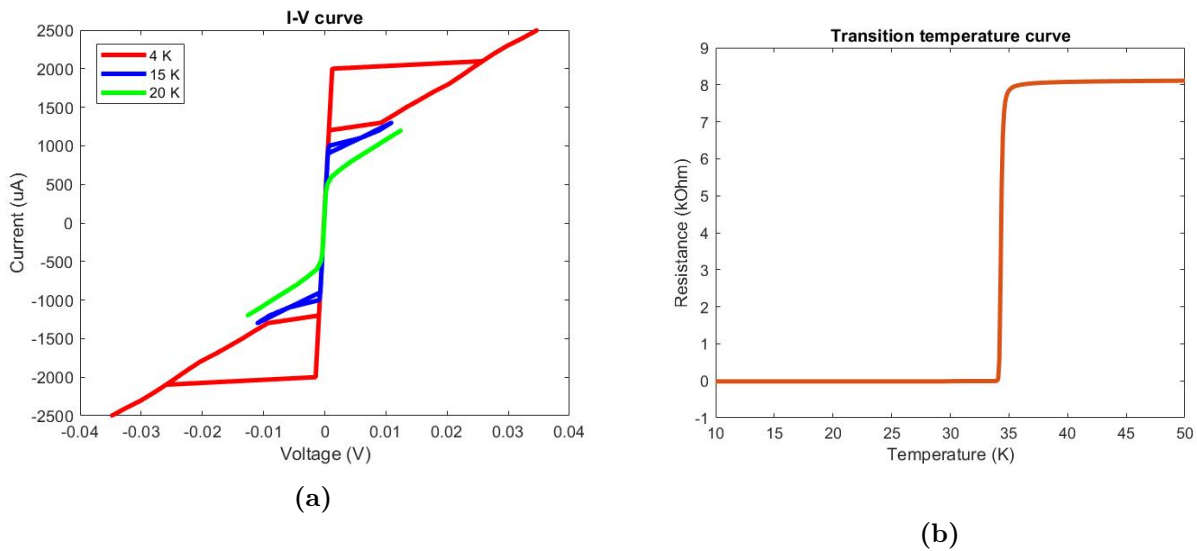 I-V curve
2500
2000
1500
1000
500
0
-500
-1000
-1500
-2000
-2500
Current (uA)
4 K
15 K
20 K
-0.04 -0.03 -0.02 -0.01 0 0.01 0.02 0.03 0.04
Voltage (V)
(a)
Transition temperature curve
9
8
7
6
5
4
3
2
1
0
-1
Resistance (kOhm)
10 15 20 25 30 35 40 45 50
Temperature (K)
(b)